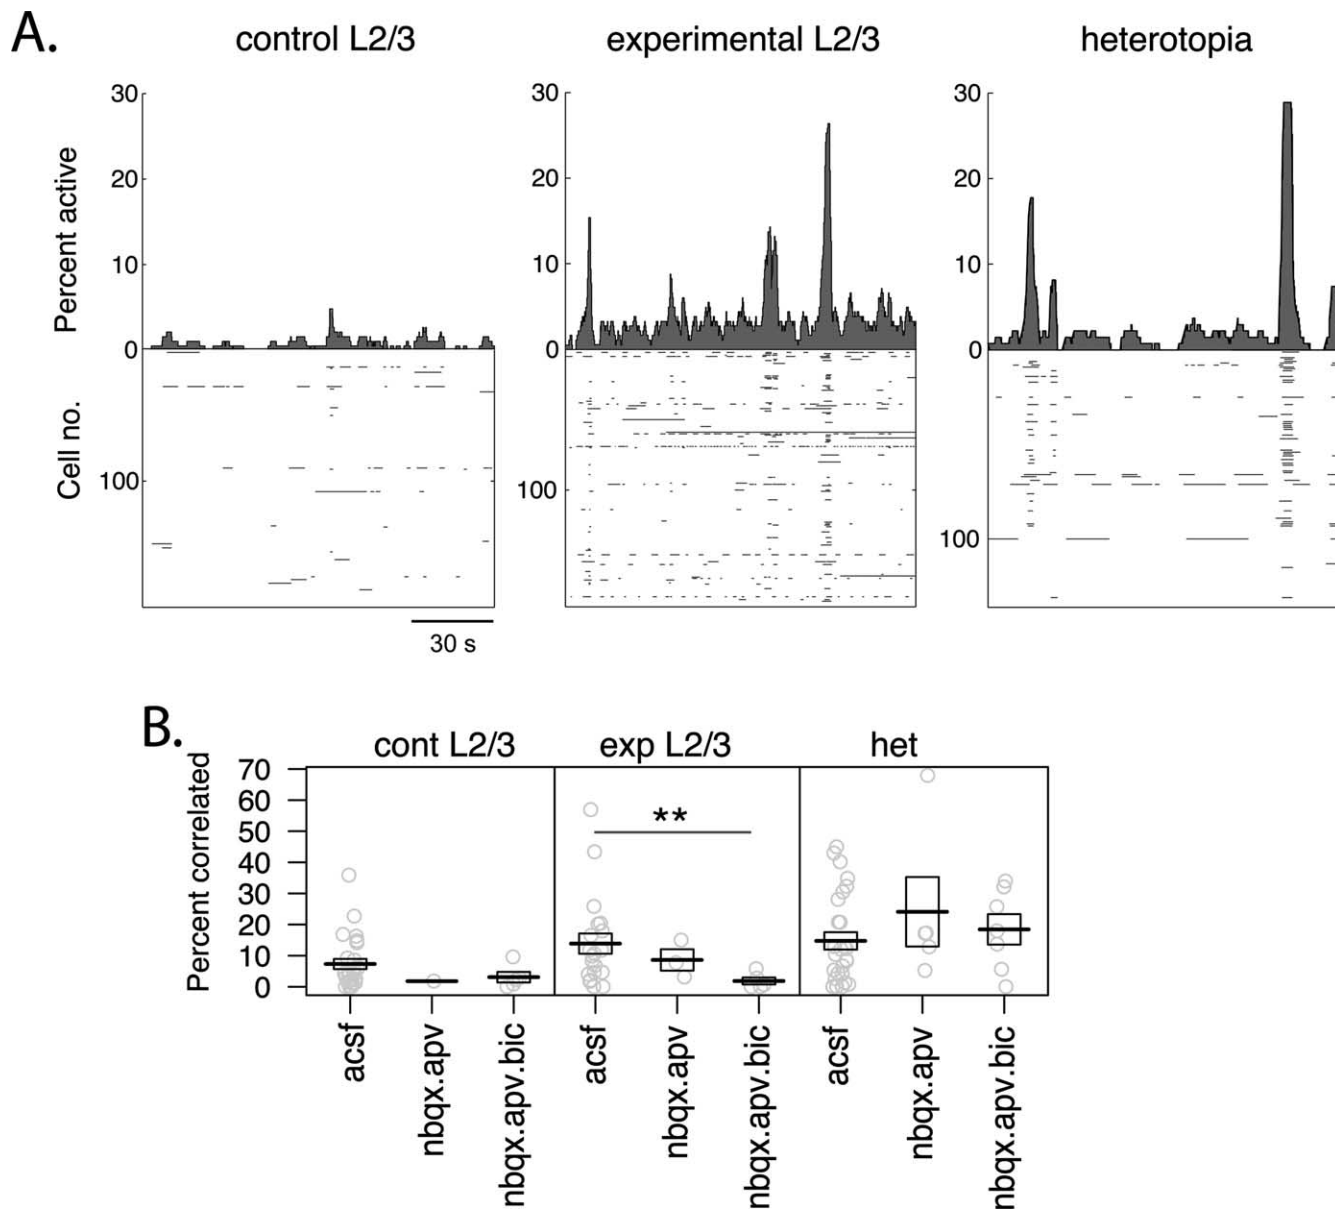 A.
control L2/3
experimental L2/3
heterotopia
Percent active
30
20
10
0
30
20
10
0
30
20
10
0
Cell no.
100
100
100
30 s
B.
cont L2/3
exp L2/3
het
Percent correlated
70
60
50
40
30
20
10
0
**
acsf
nbqx.apv
nbqx.apv.bic
acsf
nbqx.apv
nbqx.apv.bic
acsf
nbqx.apv
nbqx.apv.bic